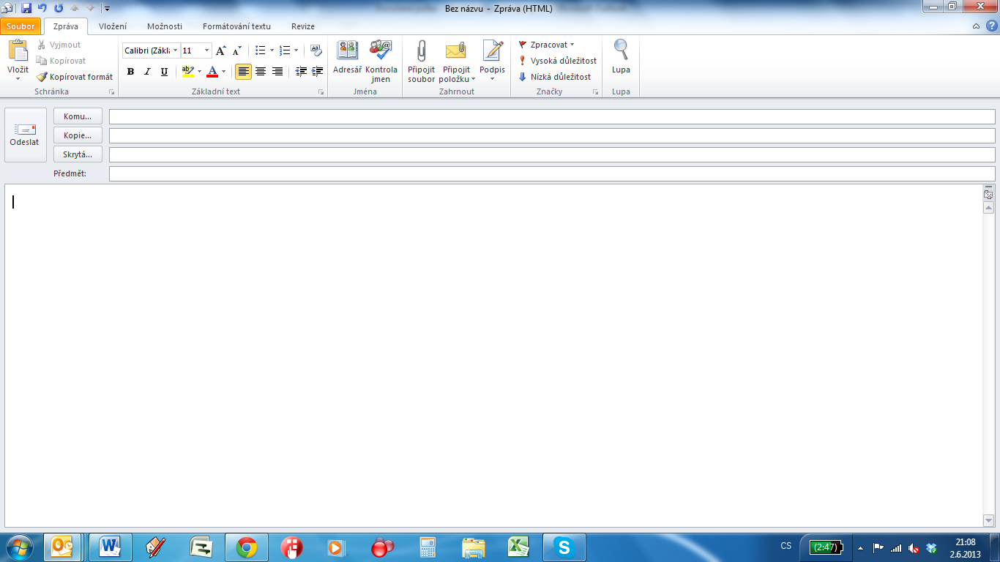 Bez názvu - Zpráva (HTML)
Soubor Zpráva Vložení Možnosti Formátování textu Revize
Vložit
Vyjmout
Kopírovat
Kopírovat formát
Schránka
Calibri (Zákl 11
B I U
Základní text
Adresář
Kontrola jmen
Jména
Připojit soubor
Připojit položku
Podpis
Zahrnout
Zpracovat
Vysoká důležitost
Nízká důležitost
Značky
Lupa
Lupa
Odeslat
Komu...
Kopie...
Skrytá...
Předmět:
CS
(2:47)
21:08
2.6.2013